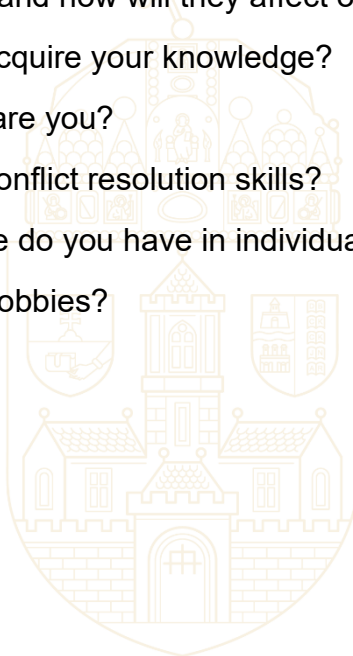 and how will they affect o
cquire your knowledge?
are you?
onflict resolution skills?
e do you have in individua
obbies?